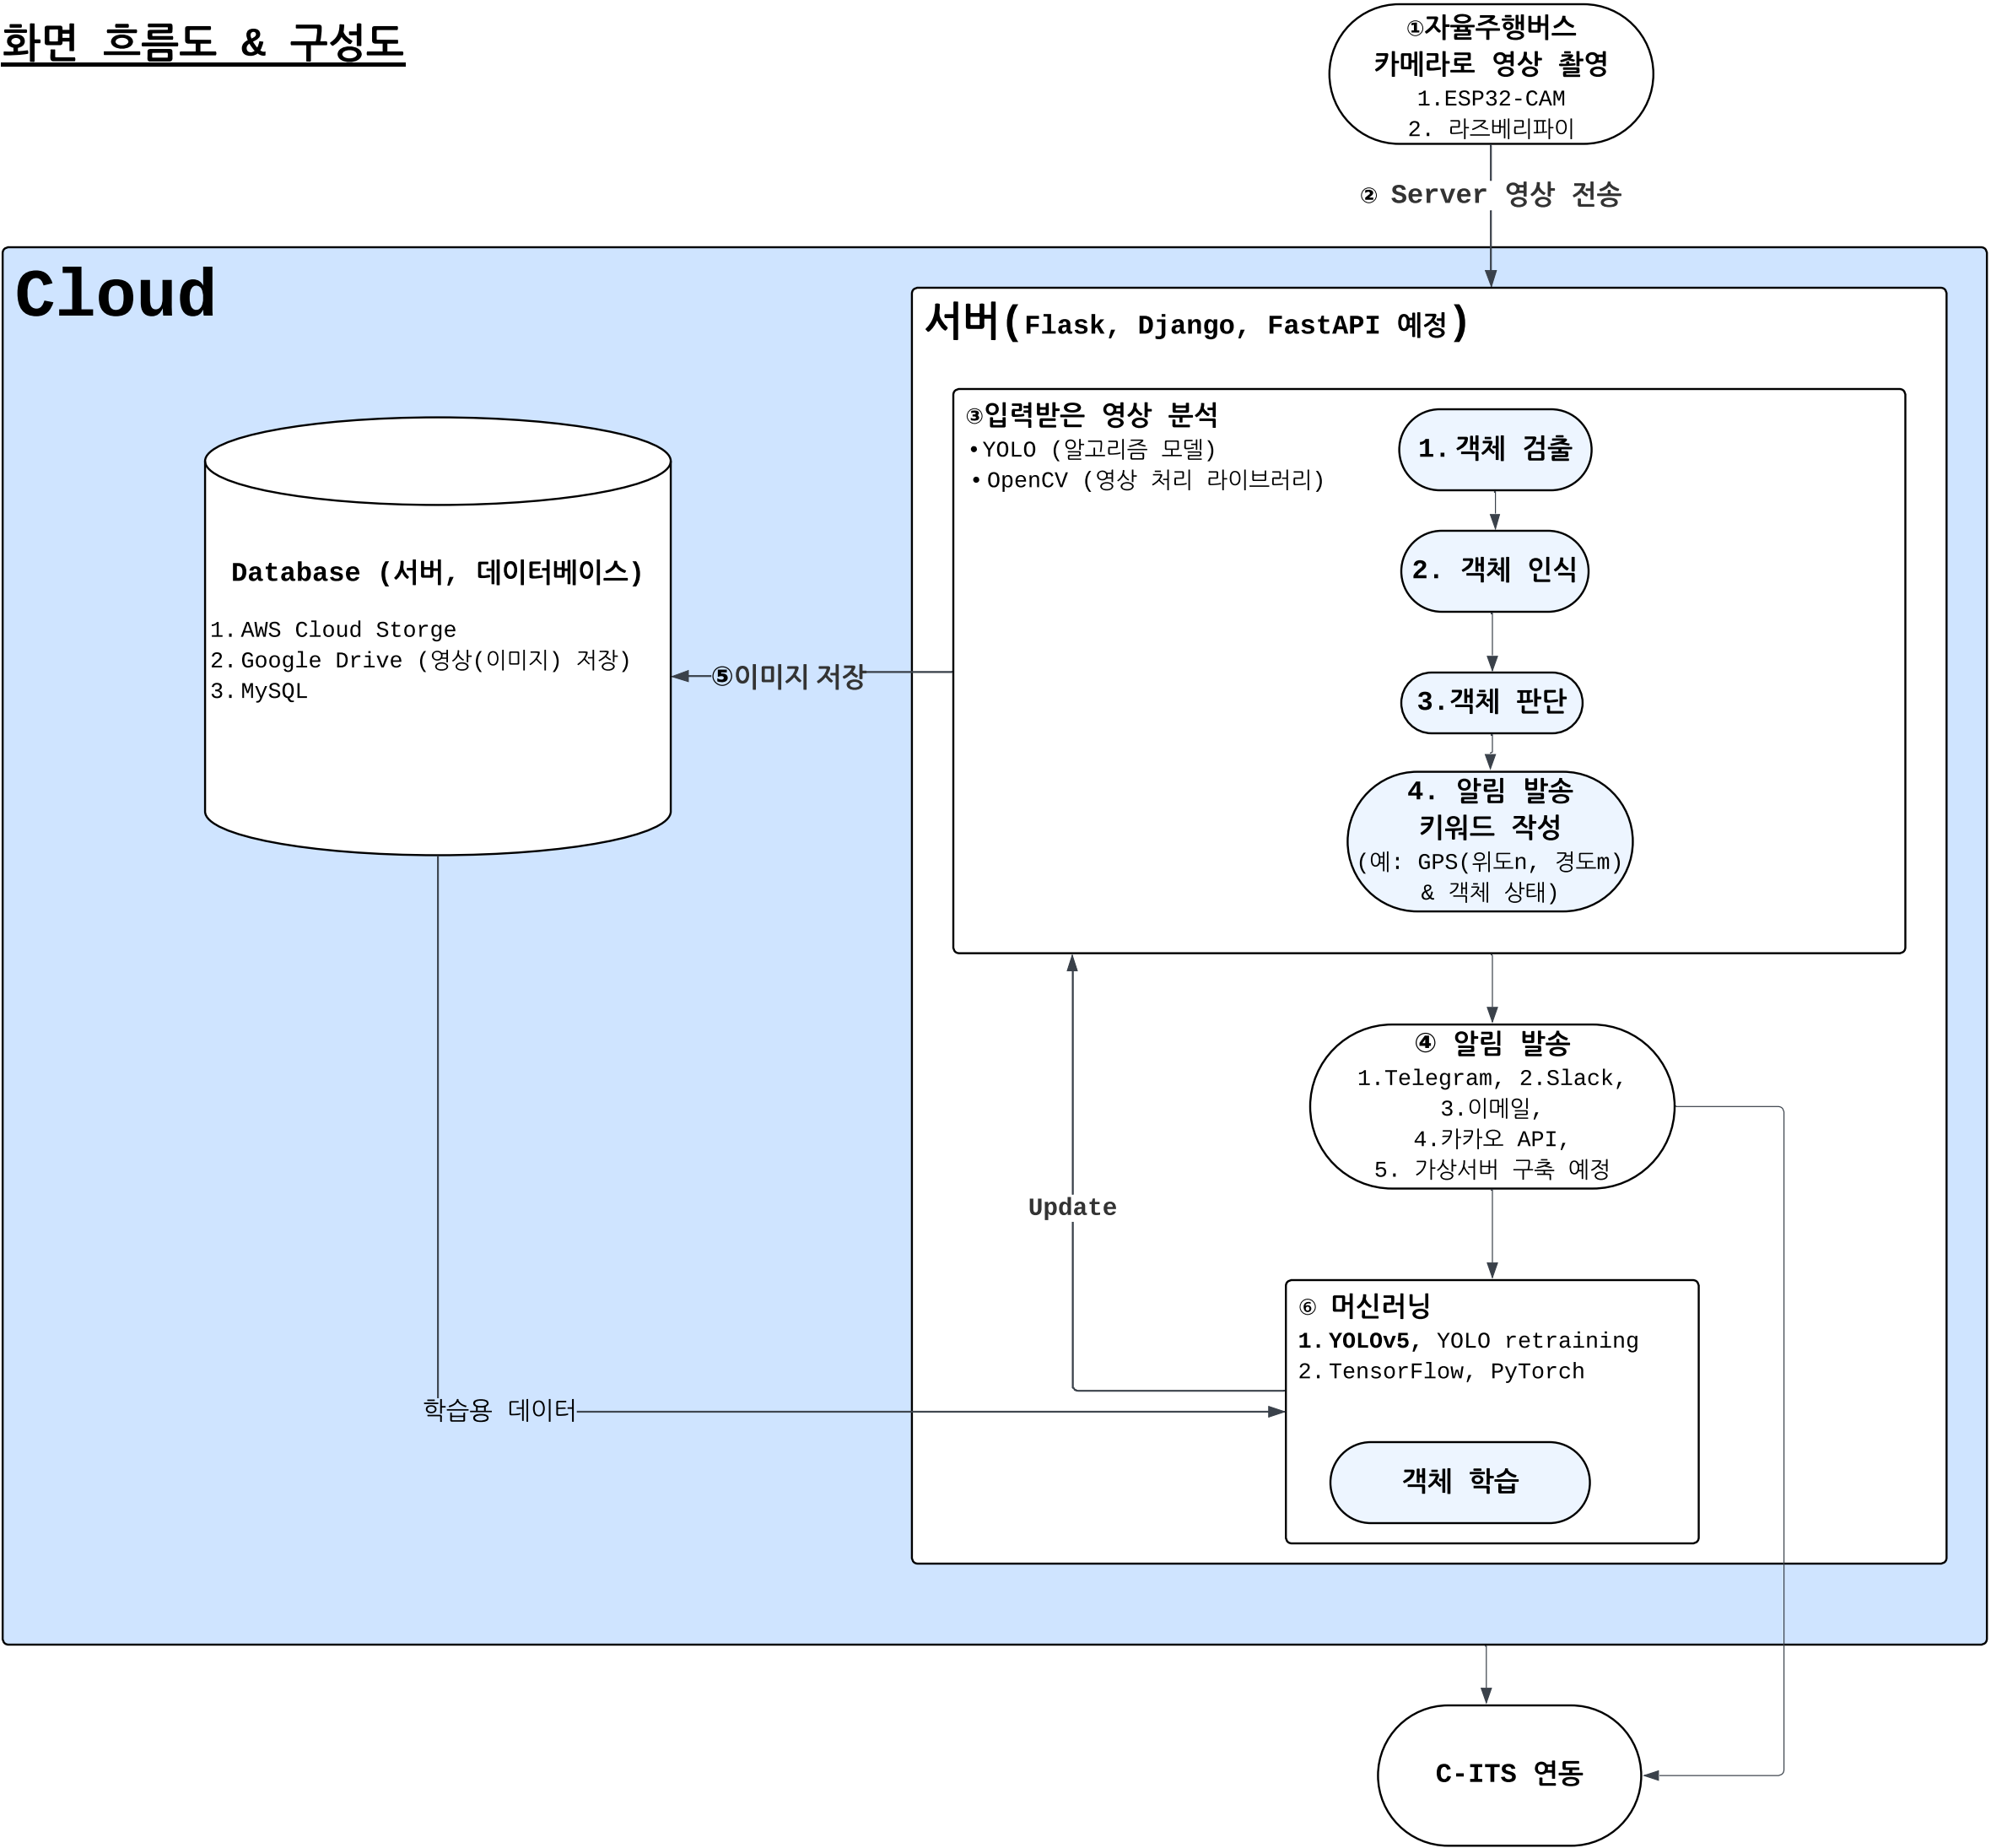 화면 흐름도 & 구성도
①자율주행버스
카메라로 영상 촬영
1.ESP32-CAM
2. 라즈베리파이
② Server 영상 전송
Cloud
서버(Flask, Django, FastAPI 예정)
③입력받은 영상 분석
•YOLO (알고리즘 모델)
• OpenCV (영상 처리 라이브러리)
1.객체 검출
2. 객체 인식
3.객체 판단
4. 알림 발송
키워드 작성
(예: GPS(위도n, 경도m)
& 객체 상태)
Database (서버, 데이터베이스)
1.AWS Cloud Storge
2.Google Drive (영상(이미지) 저장)
3.MySQL
⑤이미지 저장
④ 알림 발송
1.Telegram, 2.Slack,
3.이메일,
4.카카오 API,
5. 가상서버 구축 예정
Update
⑥ 머신러닝
1.YOLOv5, YOLO retraining
2.TensorFlow, PyTorch
학습용 데이터
객체 학습
C-ITS 연동